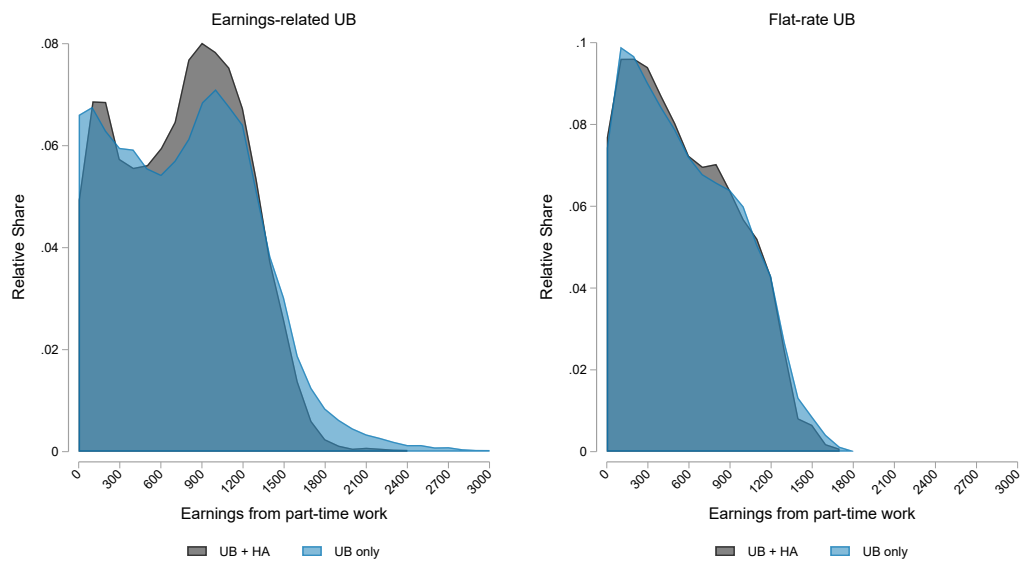 Earnings-related UB
Relative Share
.08
.06
.04
.02
0
0 300 600 900 1200 1500 1800 2100 2400 2700 3000
Earnings from part-time work
UB + HA UB only
Flat-rate UB
Relative Share
.1
.08
.06
.04
.02
0
0 300 600 900 1200 1500 1800 2100 2400 2700 3000
Earnings from part-time work
UB + HA UB only